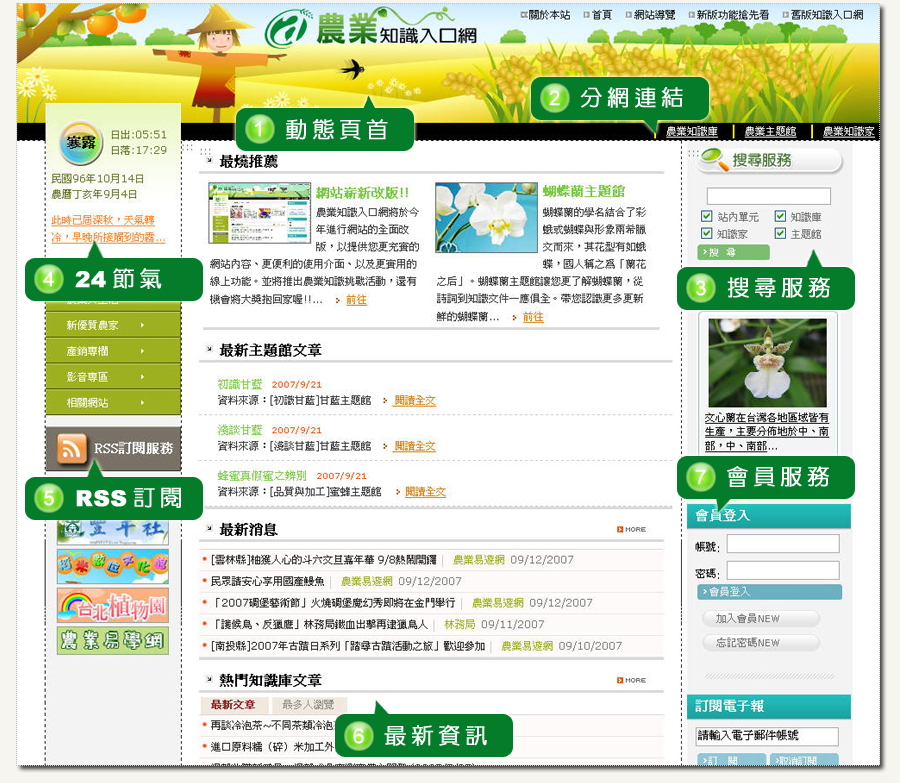 關於本站 首頁 網站導覽 新版功能搶先看 舊版知識入口網
農業知識入口網
2 分網連結
1 動態頁首
農業知識庫 農業主題館 農業知識家
寒露
日出:05:51
日落:17:29
民國96年10月14日
農曆丁亥年9月4日
此時已屆深秋，天氣轉
冷，早晚所接觸到的霧...
4 24節氣
新優質農家
產銷專欄
影音專區
相關網站
RSS訂閱服務
5 RSS訂閱
豐年社
台北植物園
農業易學網
最燒推薦
網站嶄新改版!!
農業知識入口網將於今
年進行網站的全面改
版，以提供您更充實的
網站內容、更便利的使用介面、以及更實用的
線上功能。並將推出農業知識挑戰活動，還有
機會將大獎抱回家喔!!... 前往
蝴蝶蘭主題館
蝴蝶蘭的學名結合了彩
蛾或蝴蝶與形象兩希臘
文而來，其花型有如蛾
蝶，國人稱之為「蘭花
之后」。蝴蝶蘭主題館讓您更了解蝴蝶蘭，從
詩詞到知識文件一應俱全。帶您認識更多更新
鮮的蝴蝶蘭... 前往
最新主題館文章
初識甘藍 2007/9/21
資料來源：[初識甘藍]甘藍主題館 閱讀全文
淺談甘藍 2007/9/21
資料來源：[淺談甘藍]甘藍主題館 閱讀全文
蜂蜜真假蜜之辨別 2007/9/21
資料來源：[品質與加工]蜜蜂主題館 閱讀全文
最新消息 MORE
[雲林縣]柚進人心的斗六文旦嘉年華 9/8熱鬧開鑼 農業易遊網 09/12/2007
民眾請安心享用國產鰻魚 農業易遊網 09/12/2007
「2007碉堡藝術節」火燒碉堡魔幻秀即將在金門舉行 農業易遊網 09/12/2007
「護候鳥、反獵鷹」林務局鐵血出擊再逮獵鳥人 林務局 09/11/2007
[南投縣]2007年古蹟日系列「踏尋古蹟活動之旅」歡迎參加 農業易遊網 09/10/2007
熱門知識庫文章 MORE
最新文章 最多人瀏覽
再談冷泡茶~不同茶類冷泡
進口原料糯（碎）米加工外
6 最新資訊
搜尋服務
站內單元 知識庫
知識家 主題館
搜 尋
3 搜尋服務
文心蘭在台灣各地區域皆有
生產，主要分佈地於中、南
部，中、南部...
7 會員服務
會員登入
帳號:
密碼:
會員登入
加入會員NEW
忘記密碼NEW
訂閱電子報
請輸入電子郵件帳號
訂 閱 取消訂閱